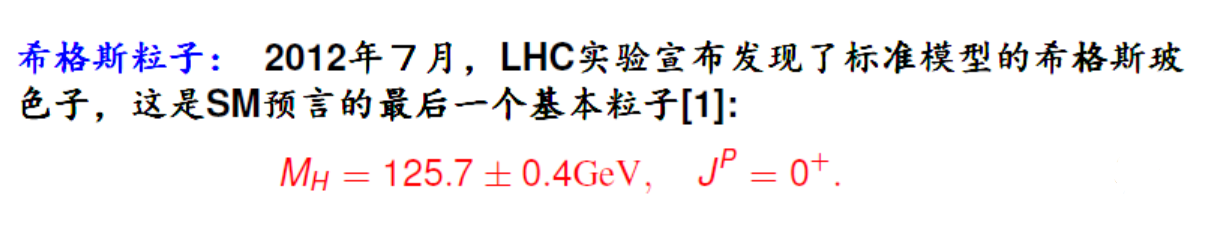 希格斯粒子： 2012年7月，LHC实验宣布发现了标准模型的希格斯玻
色子，这是SM预言的最后一个基本粒子[1]:
M_H = 125.7 ± 0.4GeV, J^P = 0^+.